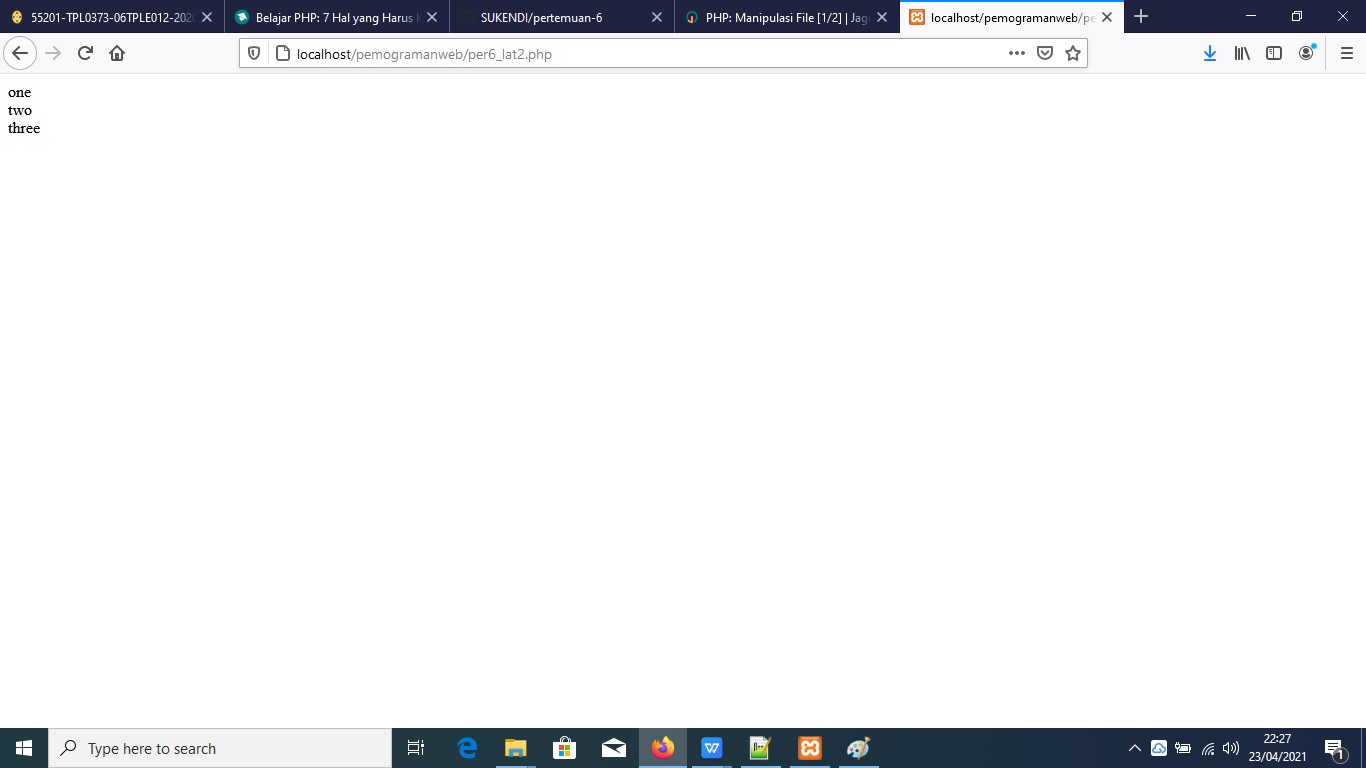 55201-TPL0373-06TPLE012-202
Belajar PHP: 7 Hal yang Harus
SUKENDI/pertemuan-6
PHP: Manipulasi File [1/2] | Jag
localhost/pemogramanweb/pe
localhost/pemogramanweb/per6_lat2.php
one
two
three
Type here to search
22:27
23/04/2021
1